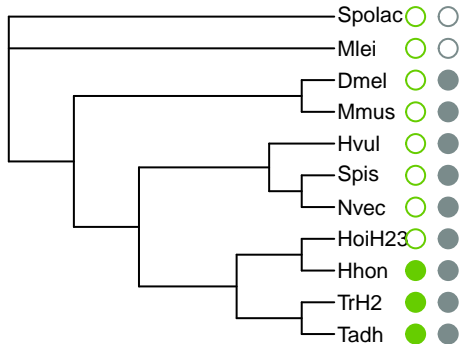 Spolac
Mlei
Dmel
Mmus
Hvul
Spis
Nvec
HoiH23
Hhon
TrH2
Tadh